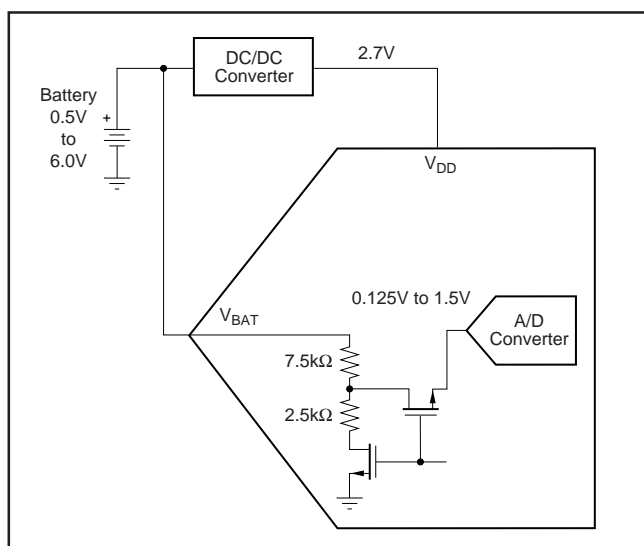 DC/DC
Converter
2.7V
Battery
0.5V
to
6.0V
+
V_DD
0.125V to 1.5V
A/D
Converter
V_BAT
7.5kΩ
2.5kΩ